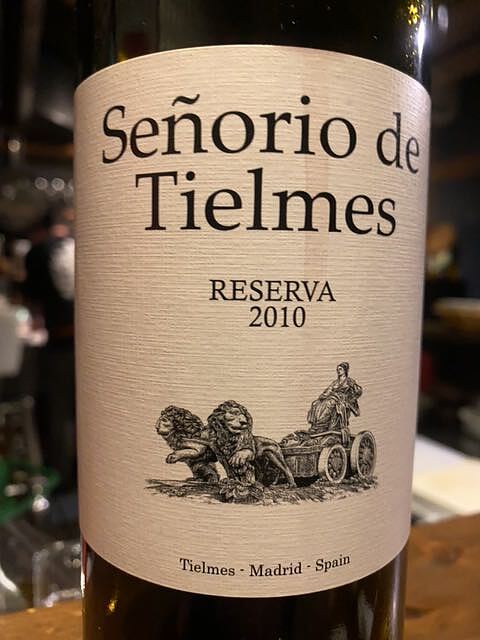 Señorio de
Tielmes
RESERVA
2010
Tielmes - Madrid - Spain